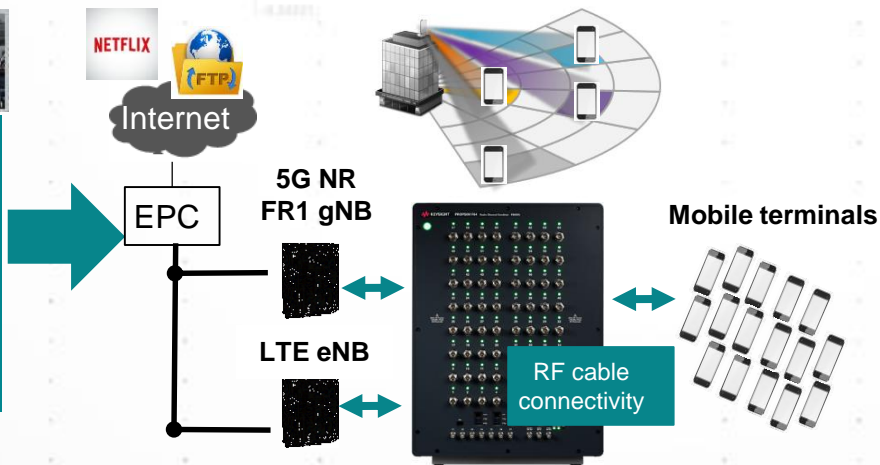 NETFLIX
FTP
Internet
EPC
5G NR
FR1 gNB
LTE eNB
KEYSIGHT
Mobile terminals
RF cable
connectivity